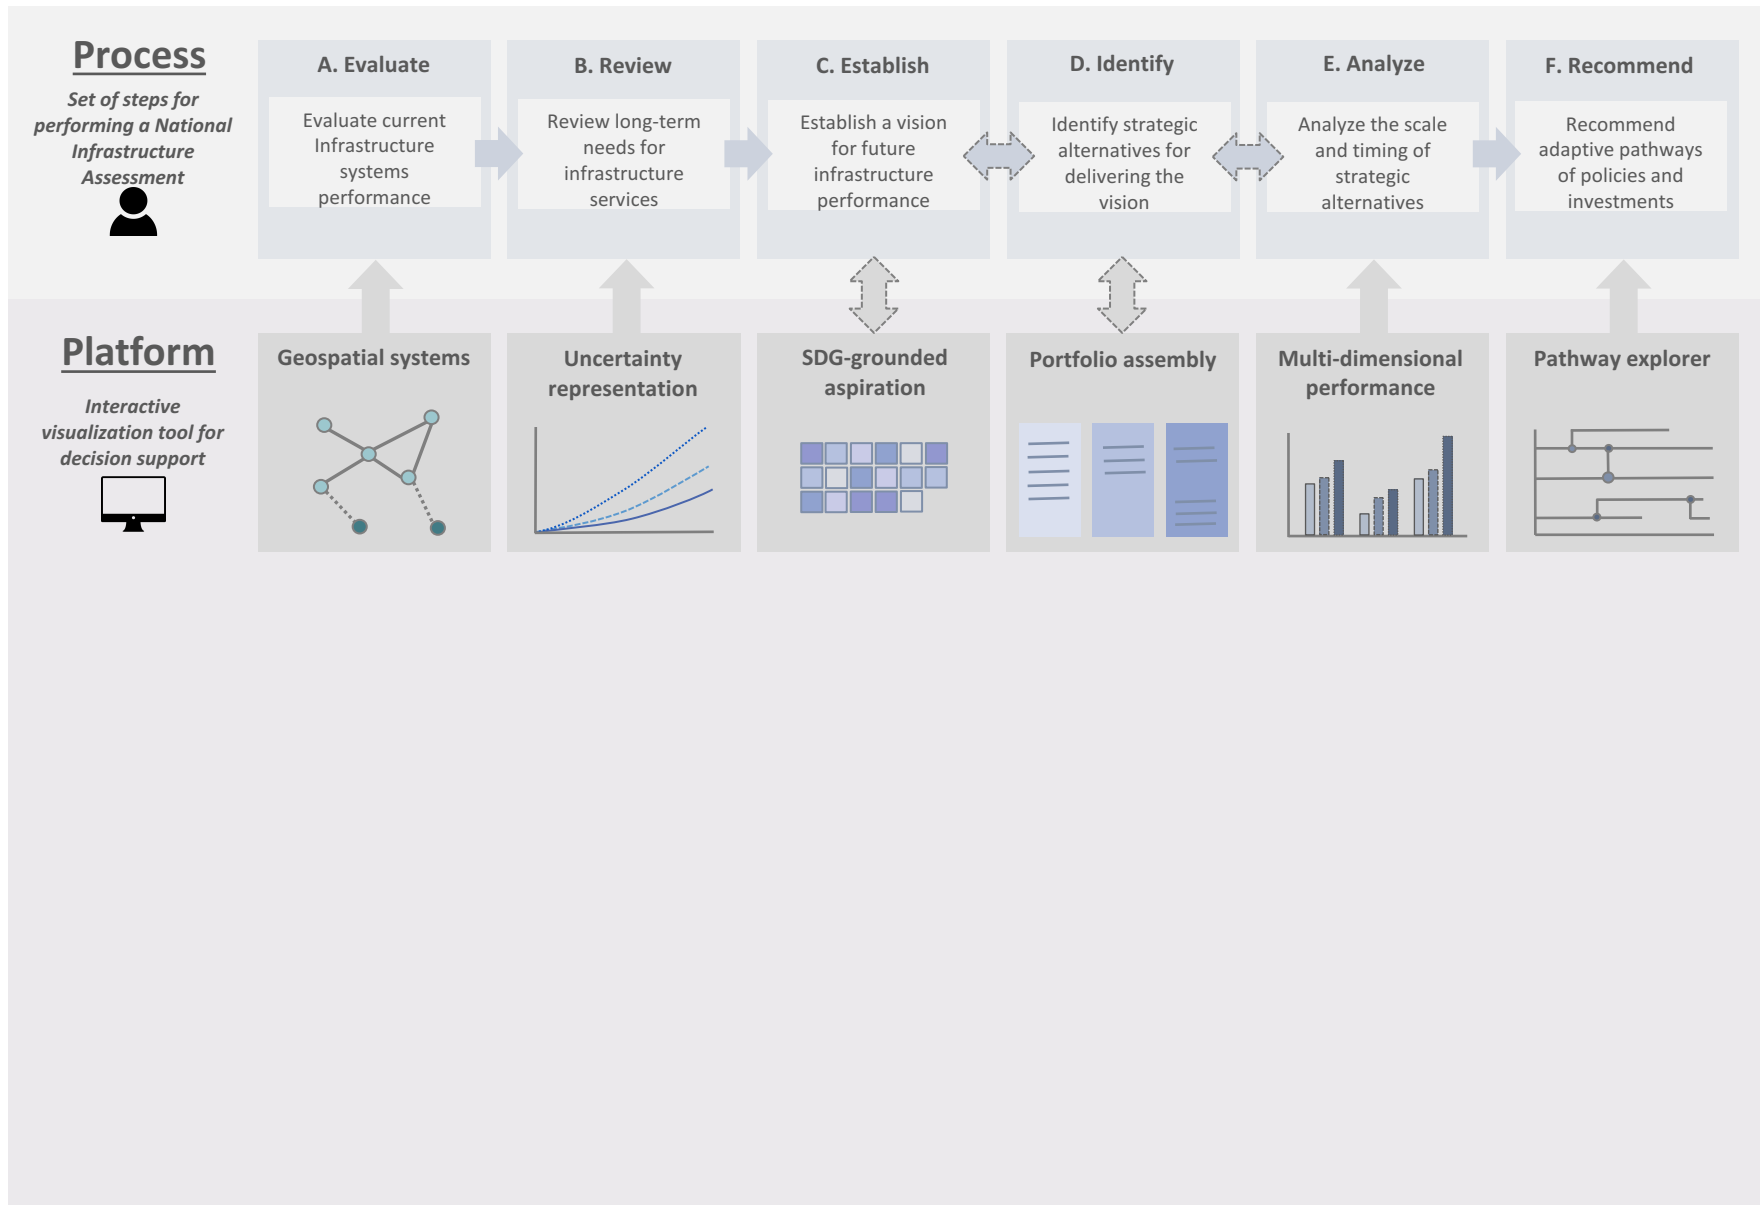 Process
Set of steps for
performing a National
Infrastructure
Assessment
A. Evaluate
Evaluate current
Infrastructure
systems
performance
B. Review
Review long-term
needs for
infrastructure
services
C. Establish
Establish a vision
for future
infrastructure
performance
D. Identify
Identify strategic
alternatives for
delivering the
vision
E. Analyze
Analyze the scale
and timing of
strategic
alternatives
F. Recommend
Recommend
adaptive pathways
of policies and
investments
Platform
Interactive
visualization tool for
decision support
Geospatial systems
Uncertainty
representation
SDG-grounded
aspiration
Portfolio assembly
Multi-dimensional
performance
Pathway explorer